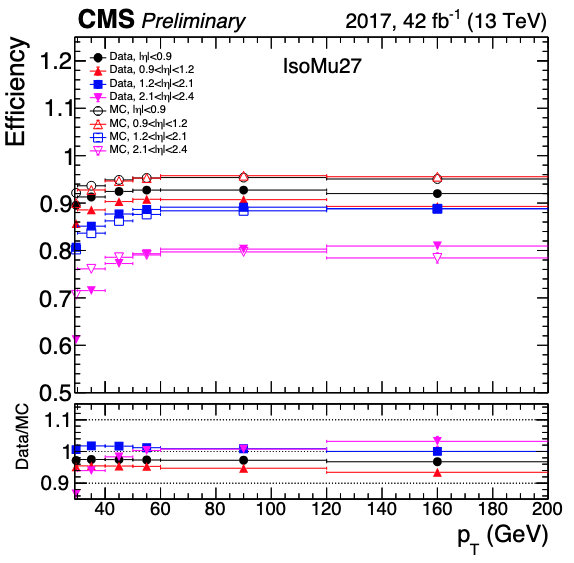 CMS Preliminary 2017, 42 fb⁻¹ (13 TeV)
Efficiency
IsoMu27
Data, |η|<0.9
Data, 0.9<|η|<1.2
Data, 1.2<|η|<2.1
Data, 2.1<|η|<2.4
MC, |η|<0.9
MC, 0.9<|η|<1.2
MC, 1.2<|η|<2.1
MC, 2.1<|η|<2.4
1.2
1.1
1
0.9
0.8
0.7
0.6
0.5
Data/MC
1.1
1
0.9
40 60 80 100 120 140 160 180 200
p_T (GeV)